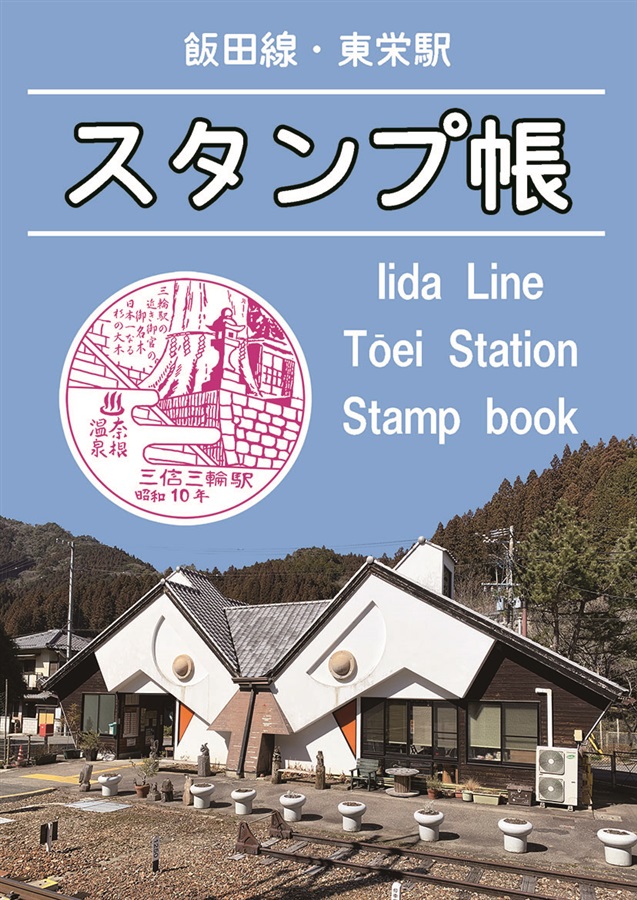 飯田線・東栄駅
スタンプ帳
Iida Line
Tōei Station
Stamp book
三輪駅の
近き御宮の。
御名木
日本一なる
杉の大木
奈根
温泉
三信三輪駅
昭和10年